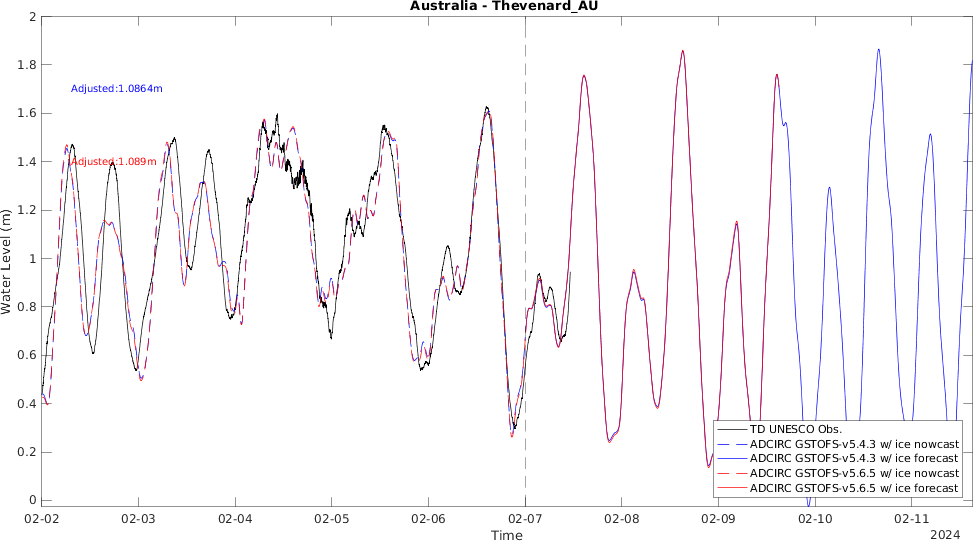 Australia - Thevenard_AU
2
1.8
1.6
1.4
1.2
1
0.8
0.6
0.4
0.2
0
Water Level (m)
Adjusted:1.0864m
Adjusted:1.089m
TD UNESCO Obs.
ADCIRC GSTOFS-v5.4.3 w/ ice nowcast
ADCIRC GSTOFS-v5.4.3 w/ ice forecast
ADCIRC GSTOFS-v5.6.5 w/ ice nowcast
ADCIRC GSTOFS-v5.6.5 w/ ice forecast
02-02 02-03 02-04 02-05 02-06 02-07 02-08 02-09 02-10 02-11
Time
2024